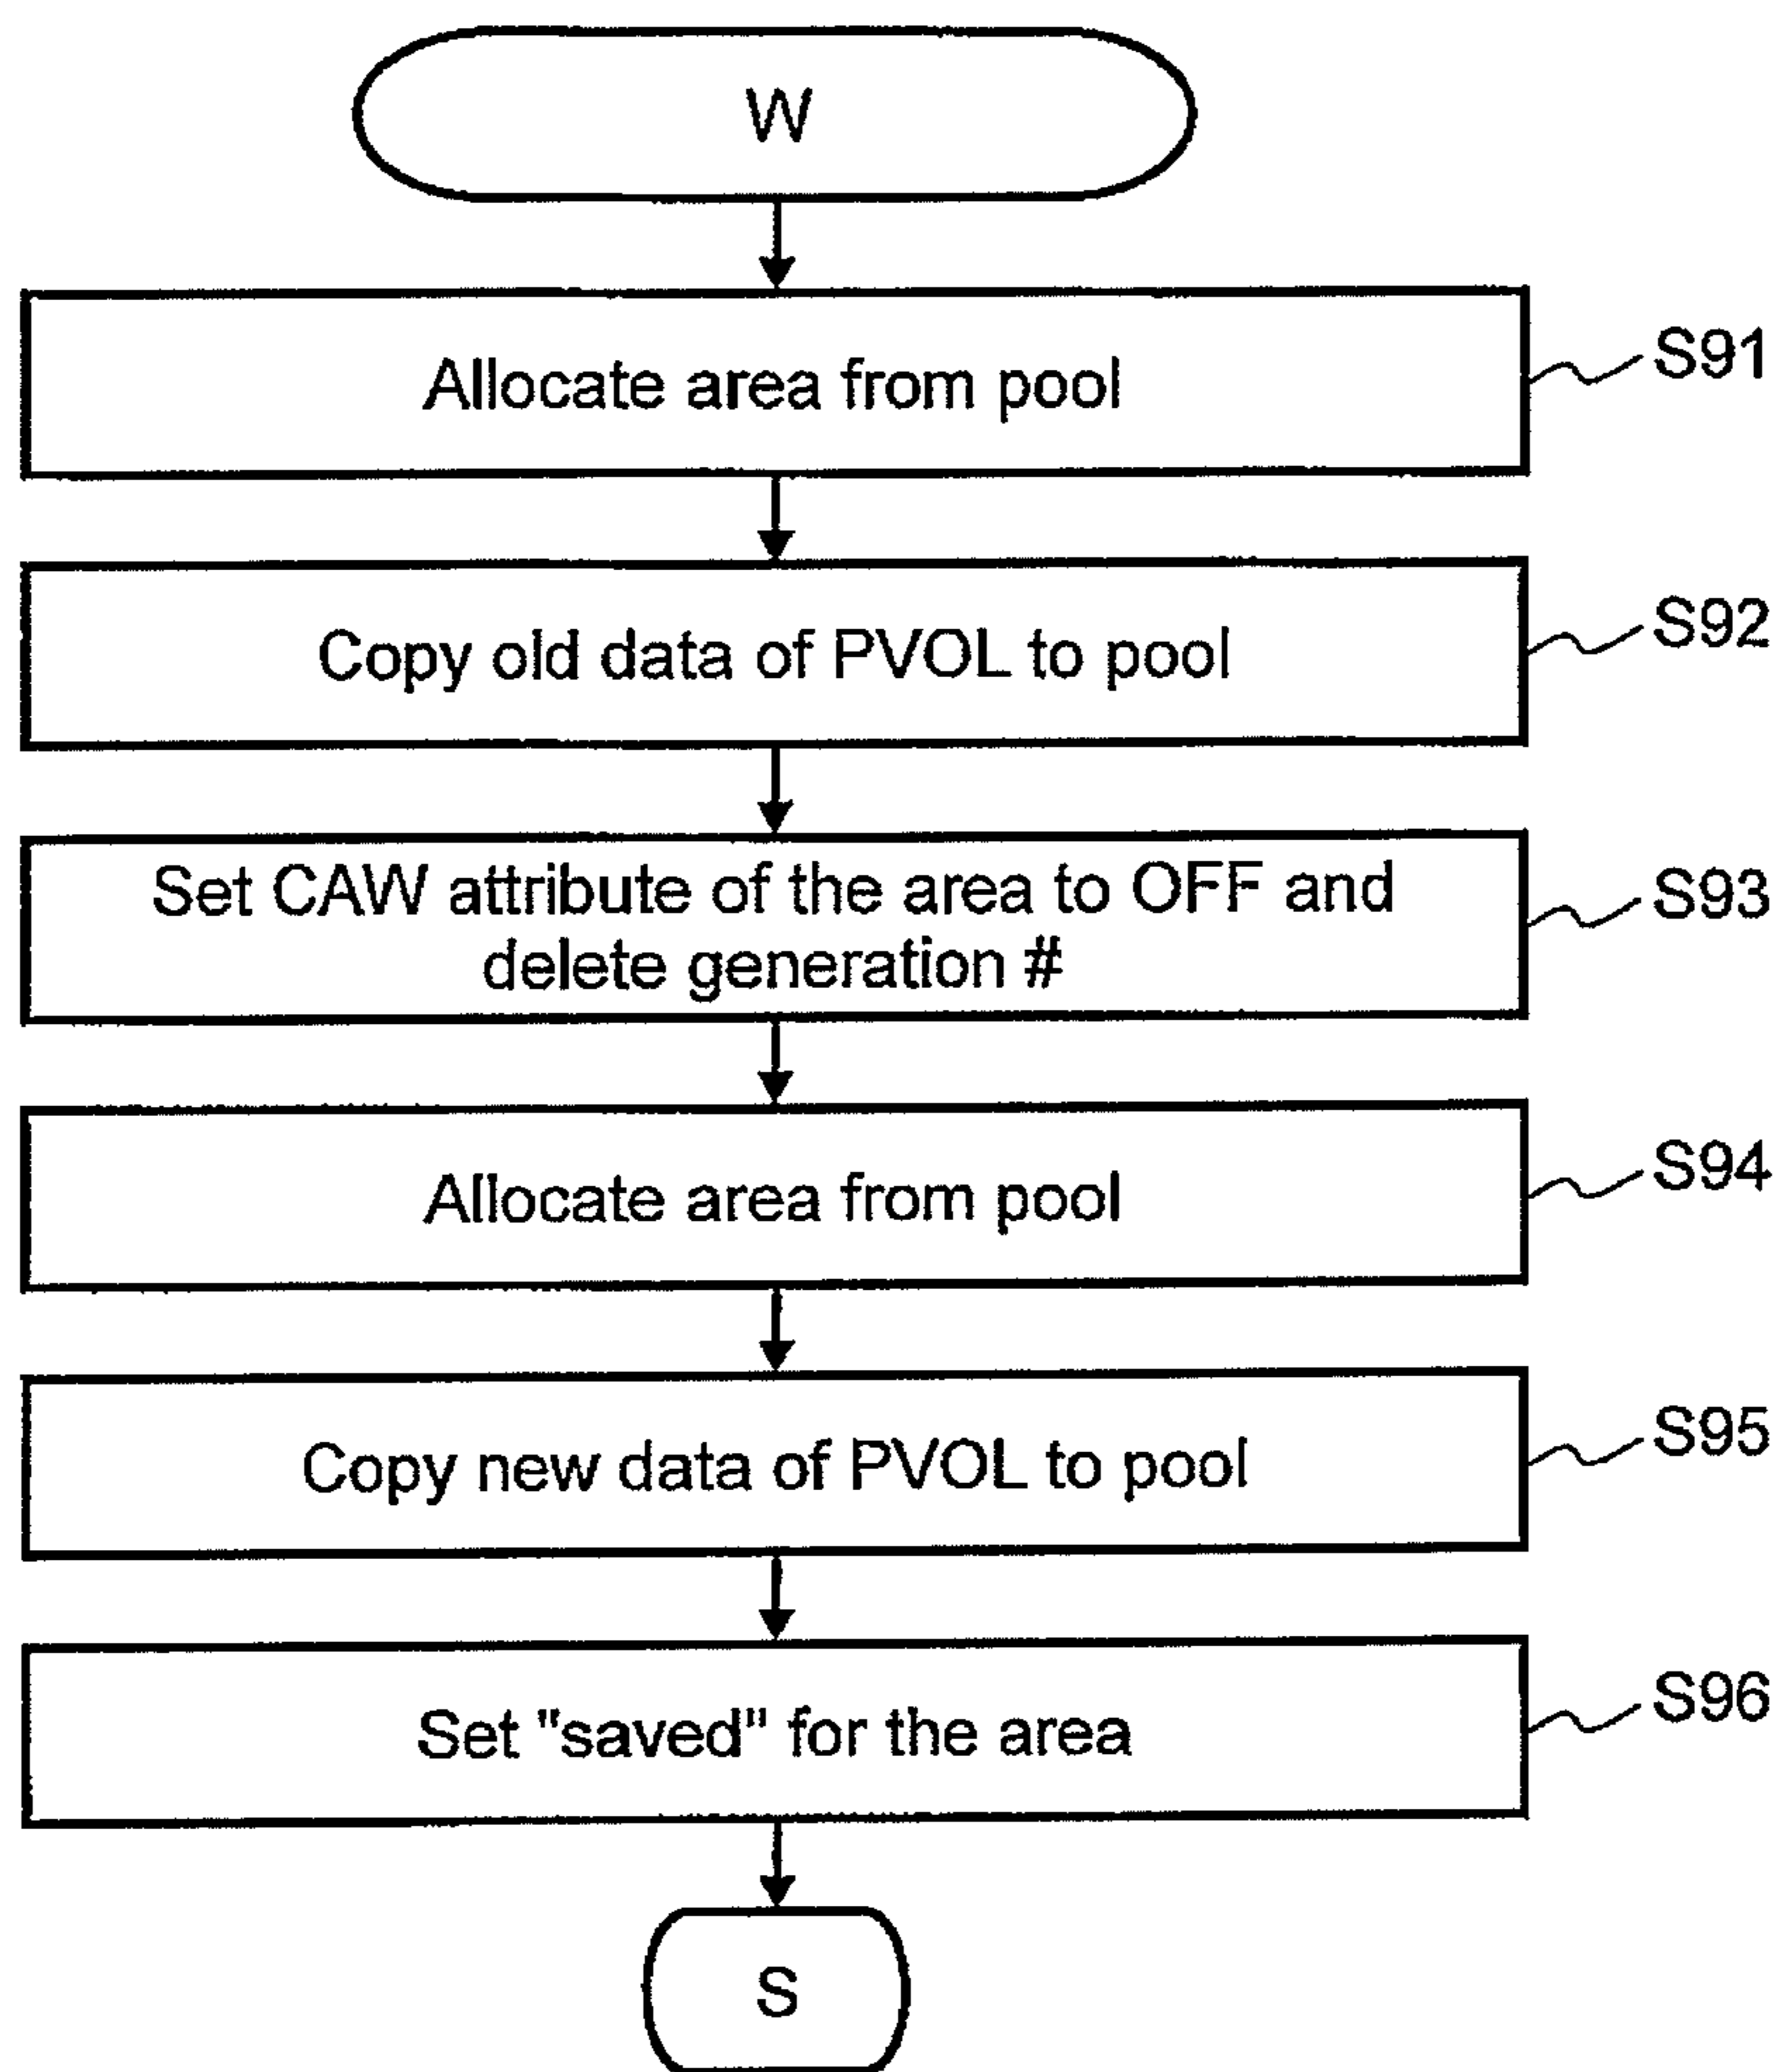 W
Allocate area from pool
S91
Copy old data of PVOL to pool
S92
Set CAW attribute of the area to OFF and
delete generation #
S93
Allocate area from pool
S94
Copy new data of PVOL to pool
S95
Set "saved" for the area
S96
S